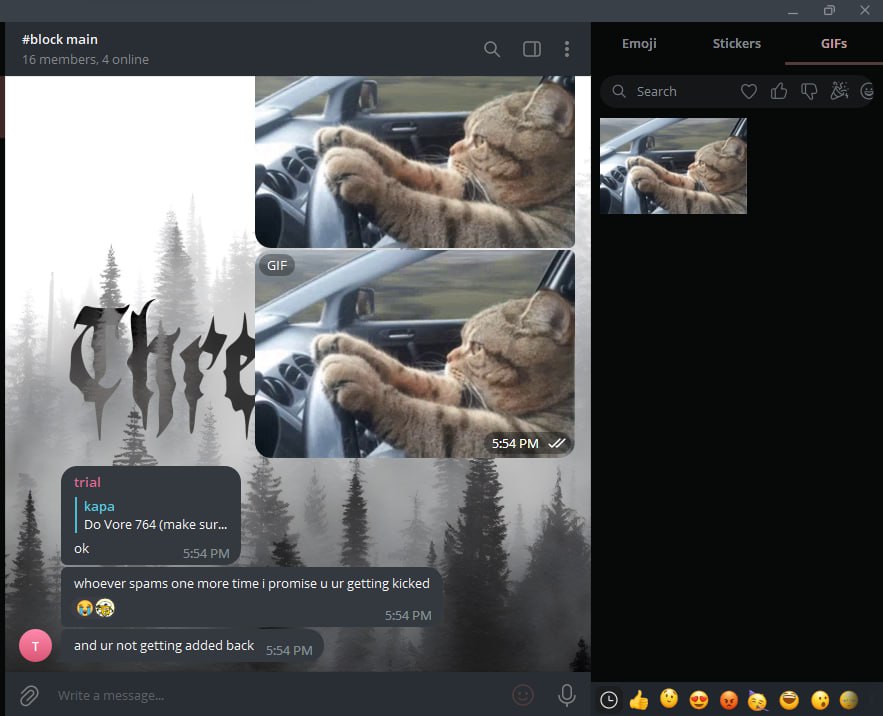 #block main
16 members, 4 online
Emoji
Stickers
GIFs
Search
GIF
Thre
5:54 PM
trial
kapa
Do Vore 764 (make sur...
ok
5:54 PM
whoever spams one more time i promise u ur getting kicked
5:54 PM
T
and ur not getting added back
5:54 PM
Write a message...